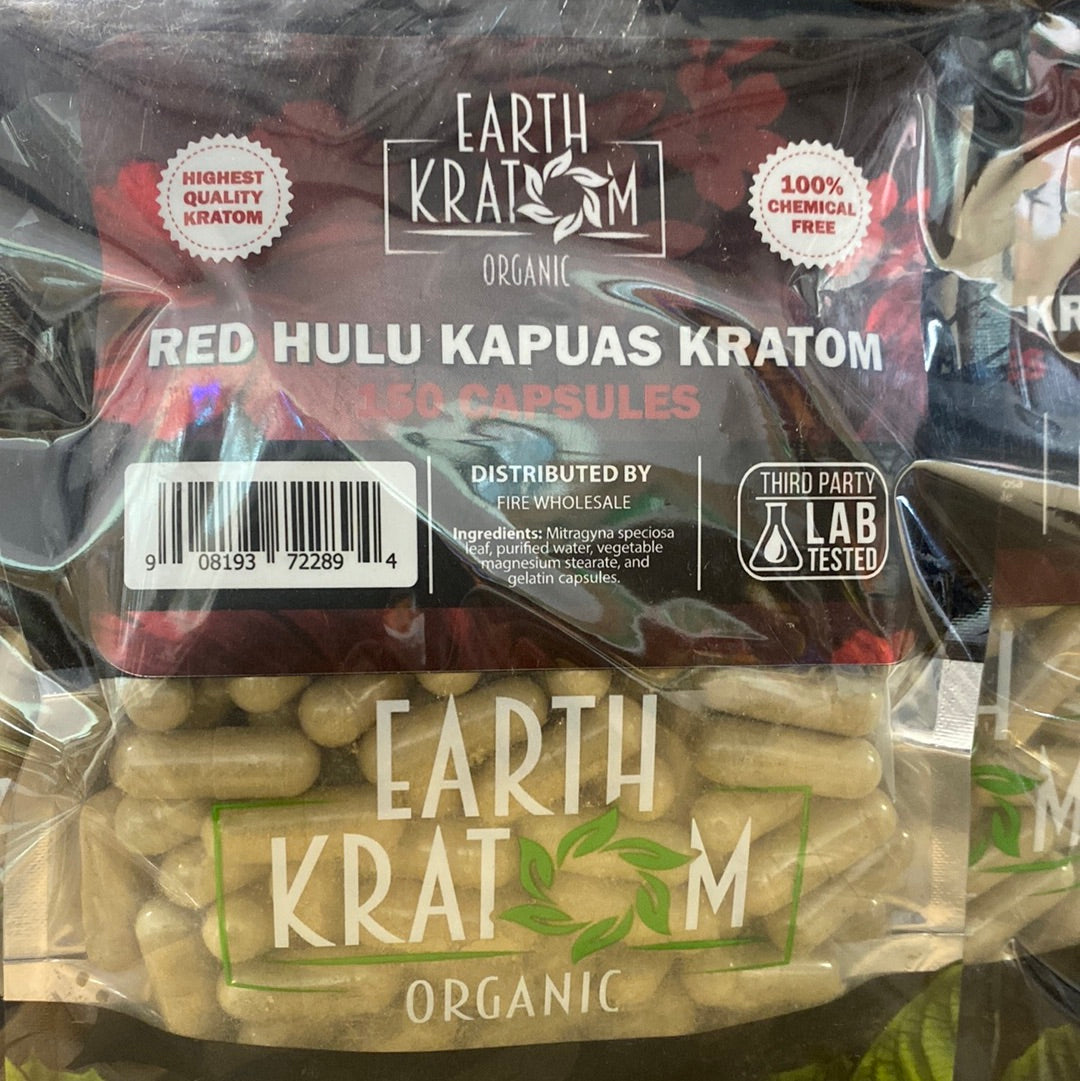 EARTH
KRATOM
ORGANIC
HIGHEST
QUALITY
KRATOM
100%
CHEMICAL
FREE
RED HULU KAPUAS KRATOM
150 CAPSULES
9 08193 72289 4
DISTRIBUTED BY
FIRE WHOLESALE
Ingredients: Mitragyna speciosa
leaf, purified water, vegetable
magnesium stearate, and
gelatin capsules.
THIRD PARTY
LAB
TESTED
EARTH
KRATOM
ORGANIC
KR
M